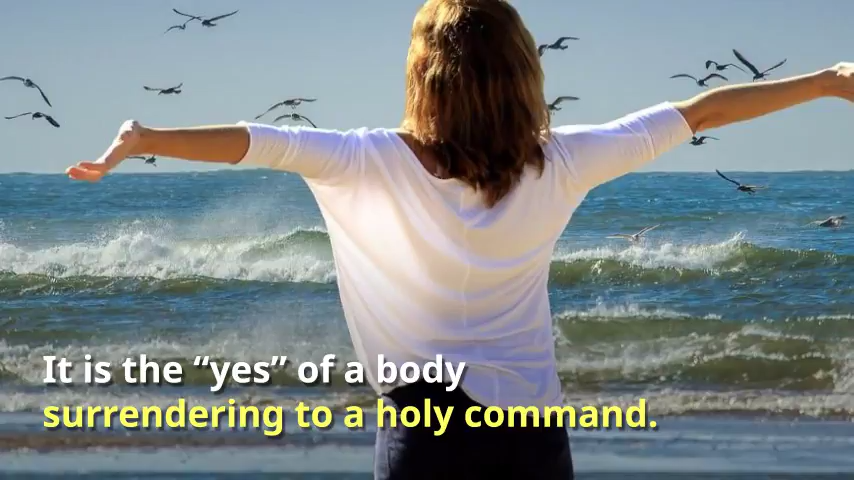 It is the “yes” of a body
surrendering to a holy command.